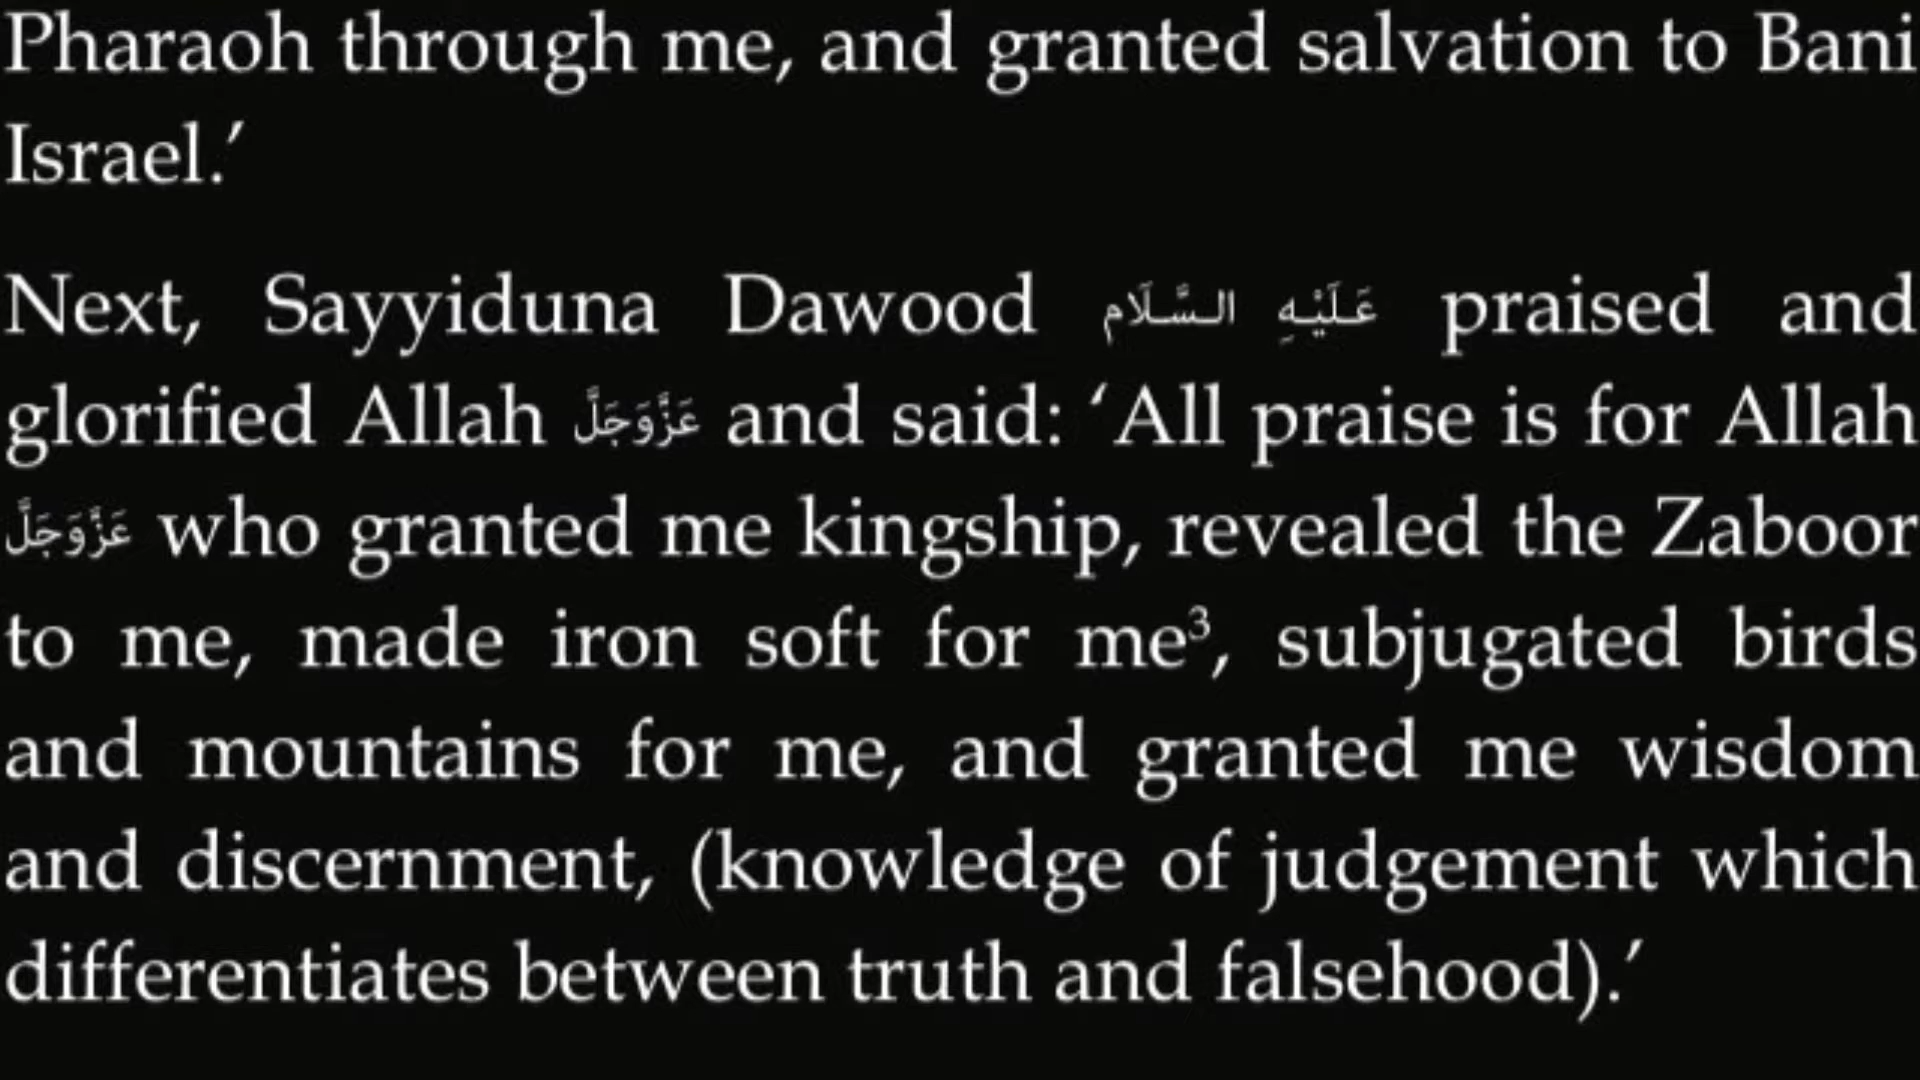 Pharaoh through me, and granted salvation to Bani
Israel.’
Next, Sayyiduna Dawood عَلَيْهِ السَّلَام praised and
glorified Allah عَزَّوَجَلَّ and said: ‘All praise is for Allah
عَزَّوَجَلَّ who granted me kingship, revealed the Zaboor
to me, made iron soft for me³, subjugated birds
and mountains for me, and granted me wisdom
and discernment, (knowledge of judgement which
differentiates between truth and falsehood).’